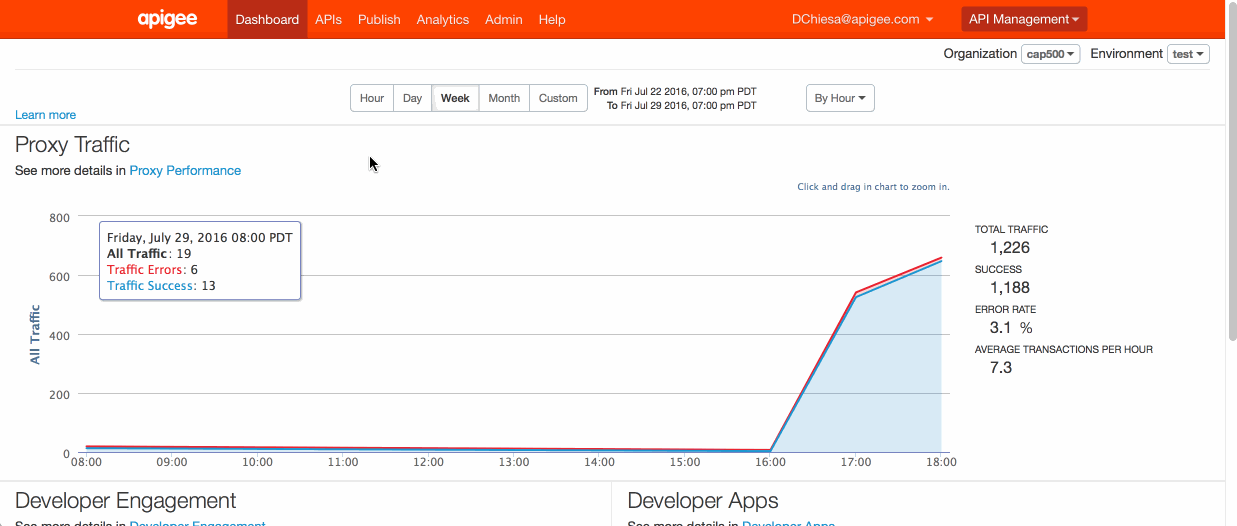 apigee Dashboard APIs Publish Analytics Admin Help DChiesa@apigee.com API Management
Organization cap500 Environment test
Hour Day Week Month Custom From Fri Jul 22 2016, 07:00 pm PDT By Hour
To Fri Jul 29 2016, 07:00 pm PDT
Learn more
Proxy Traffic
See more details in Proxy Performance
Click and drag in chart to zoom in.
All Traffic
800
600
400
200
0
Friday, July 29, 2016 08:00 PDT
All Traffic: 19
Traffic Errors: 6
Traffic Success: 13
08:00 09:00 10:00 11:00 12:00 13:00 14:00 15:00 16:00 17:00 18:00
TOTAL TRAFFIC
1,226
SUCCESS
1,188
ERROR RATE
3.1 %
AVERAGE TRANSACTIONS PER HOUR
7.3
Developer Engagement
See more details in Developer Engagement
Developer Apps
See more details in Developer Apps